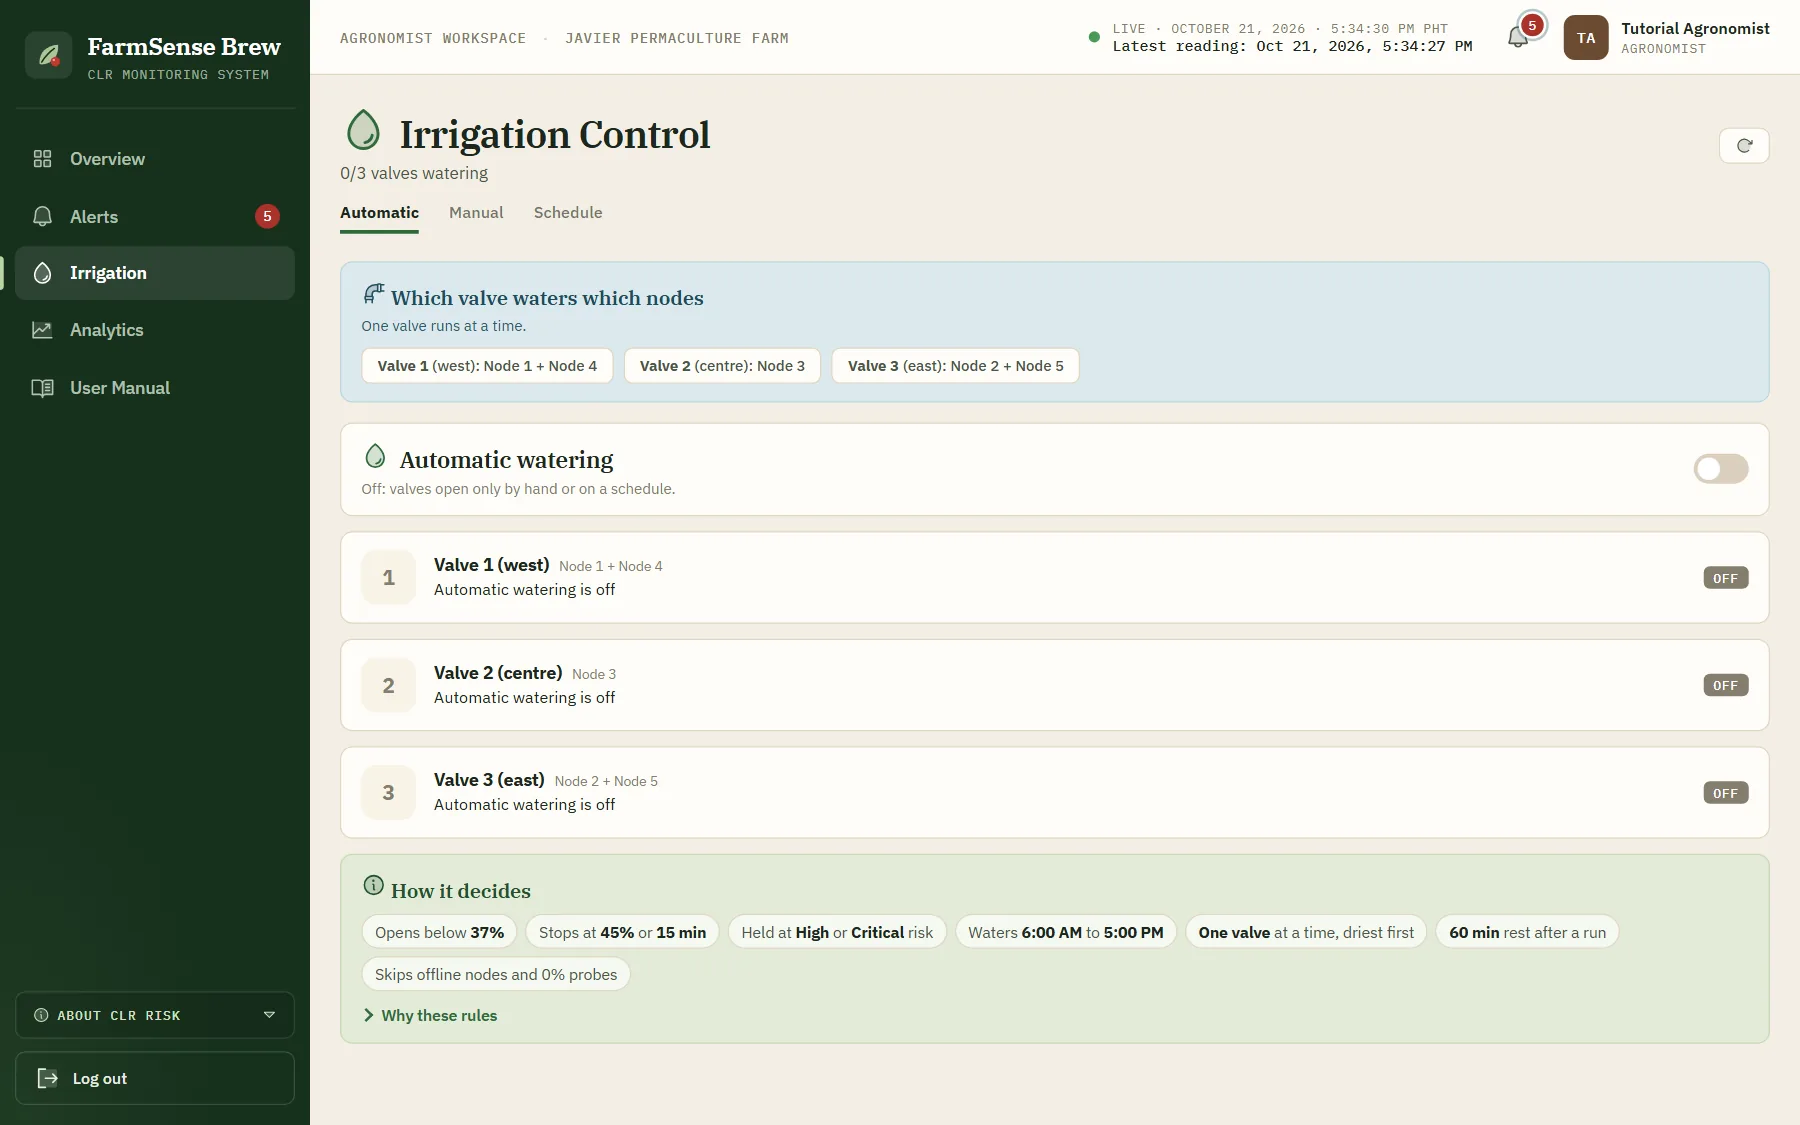 FarmSense Brew
CLR MONITORING SYSTEM
Overview
Alerts
5
Irrigation
Analytics
User Manual
ABOUT CLR RISK
Log out
AGRONOMIST WORKSPACE · JAVIER PERMACULTURE FARM
LIVE · OCTOBER 21, 2026 · 5:34:30 PM PHT
Latest reading: Oct 21, 2026, 5:34:27 PM
5
TA
Tutorial Agronomist
AGRONOMIST
Irrigation Control
0/3 valves watering
Automatic Manual Schedule
Which valve waters which nodes
One valve runs at a time.
Valve 1 (west): Node 1 + Node 4
Valve 2 (centre): Node 3
Valve 3 (east): Node 2 + Node 5
Automatic watering
Off: valves open only by hand or on a schedule.
1
Valve 1 (west) Node 1 + Node 4
Automatic watering is off
OFF
2
Valve 2 (centre) Node 3
Automatic watering is off
OFF
3
Valve 3 (east) Node 2 + Node 5
Automatic watering is off
OFF
How it decides
Opens below 37%
Stops at 45% or 15 min
Held at High or Critical risk
Waters 6:00 AM to 5:00 PM
One valve at a time, driest first
60 min rest after a run
Skips offline nodes and 0% probes
Why these rules